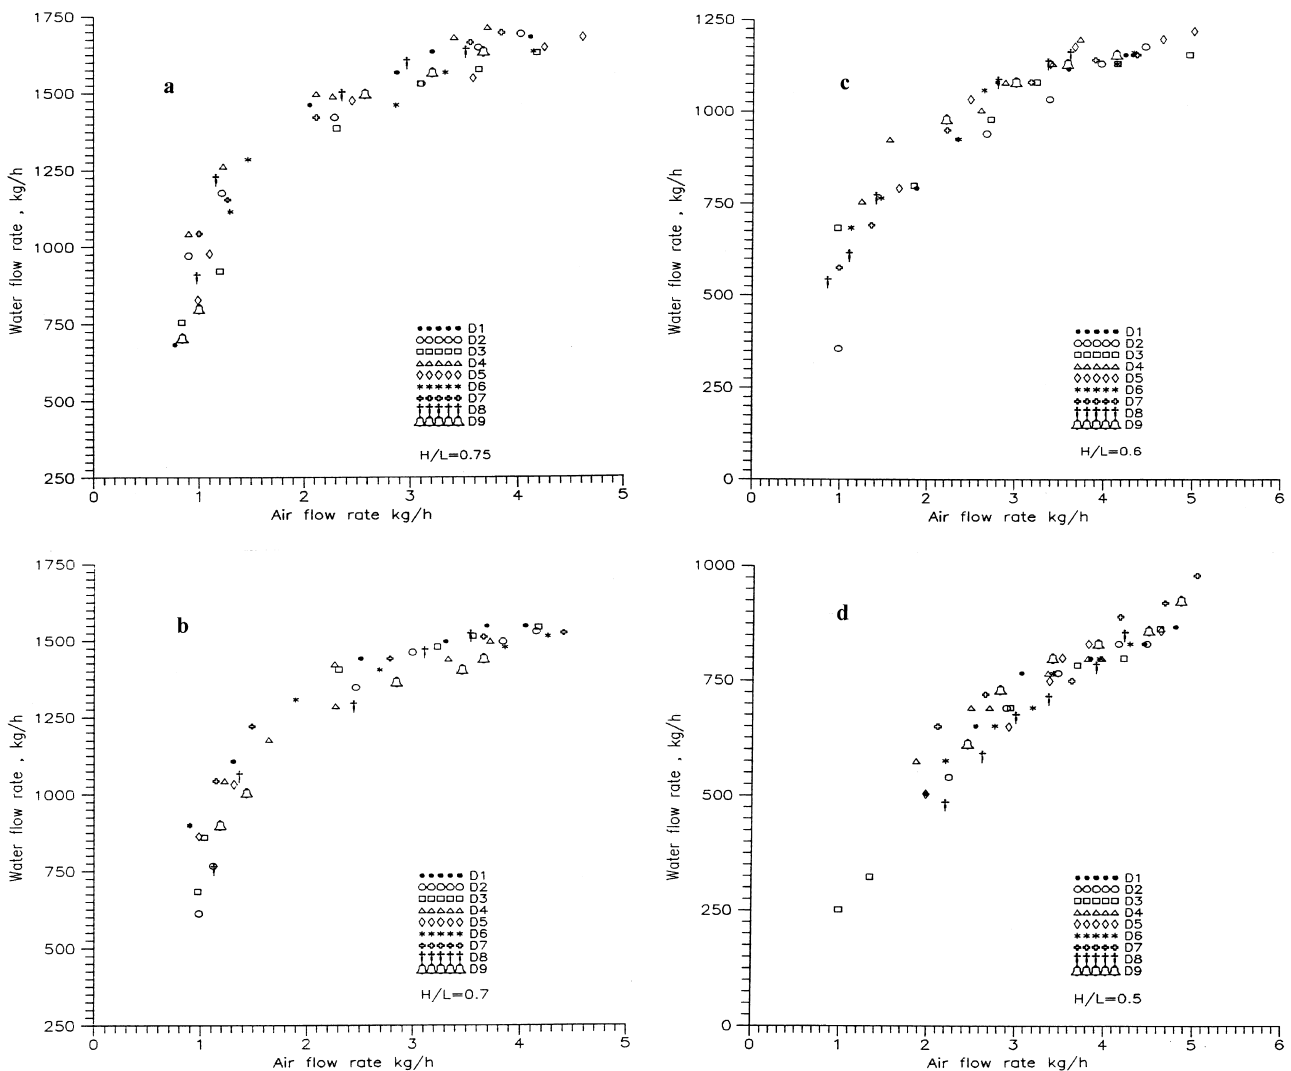 1750
1500
1250
1000
750
500
250
Water flow rate , kg/h
a
D1
D2
D3
D4
D5
D6
D7
D8
D9
H/L=0.75
0 1 2 3 4 5
Air flow rate kg/h
1250
1000
750
500
250
0
Water flow rate , kg/h
c
D1
D2
D3
D4
D5
D6
D7
D8
D9
H/L=0.6
0 1 2 3 4 5 6
Air flow rate kg/h
1750
1500
1250
1000
750
500
250
Water flow rate , kg/h
b
D1
D2
D3
D4
D5
D6
D7
D8
D9
H/L=0.7
0 1 2 3 4 5
Air flow rate kg/h
1000
750
500
250
0
Water flow rate , kg/h
d
D1
D2
D3
D4
D5
D6
D7
D8
D9
H/L=0.5
0 1 2 3 4 5 6
Air flow rate kg/h